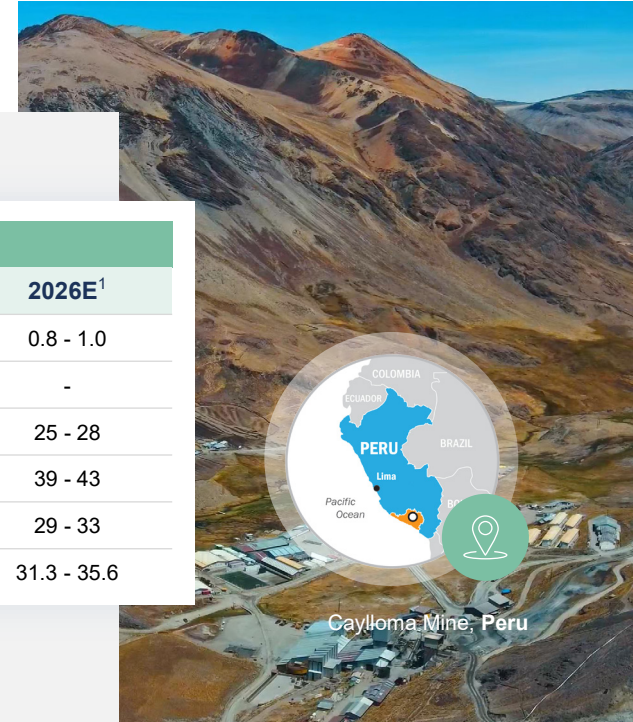 2026E¹
0.8 - 1.0
-
25 - 28
39 - 43
29 - 33
31.3 - 35.6
COLOMBIA
ECUADOR
PERU
BRAZIL
Lima
Pacific
Ocean
BO
Caylloma Mine, Peru